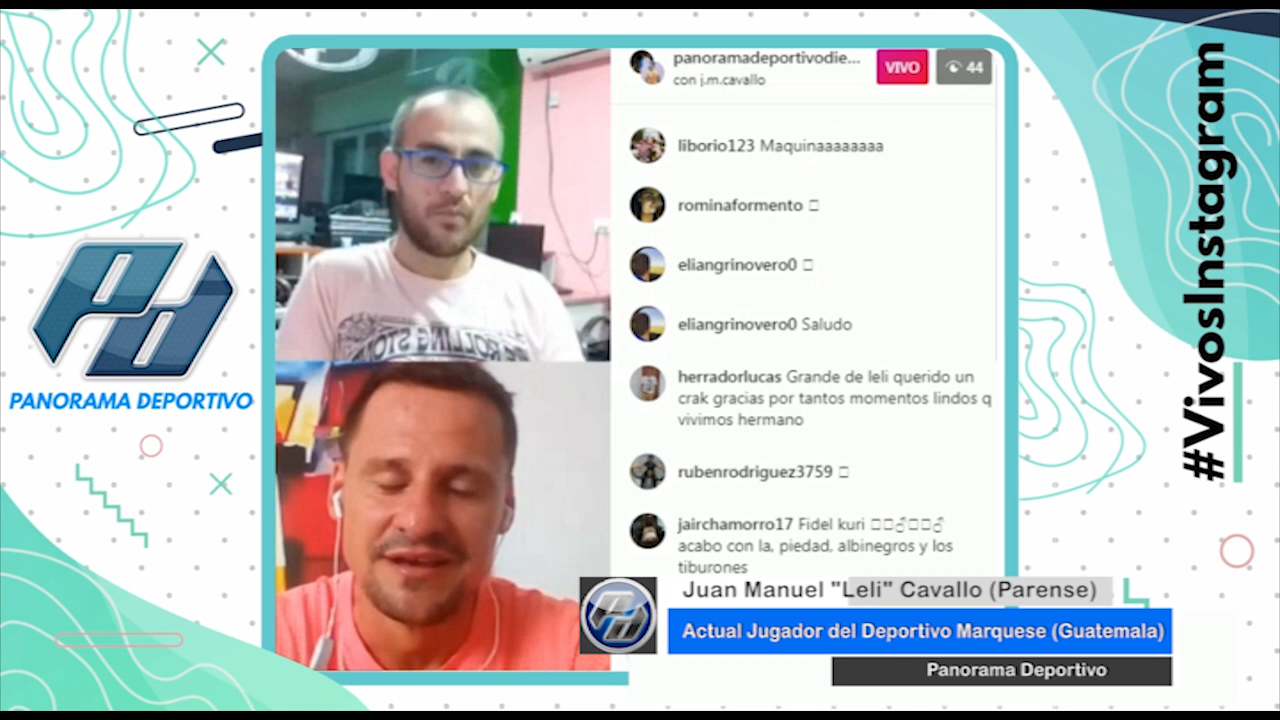 panoramadeportivodie...
con j.m.cavallo
VIVO
44
liborio123 Maquinaaaaaaaa
rominaformento
eliangrinovero0
eliangrinovero0 Saludo
herradorlucas Grande de leli querido un
crak gracias por tantos momentos lindos q
vivimos hermano
rubenrodriguez3759
jairchamorro17 Fidel kuri ♂ ♂
acabo con la, piedad, albinegros y los
tiburones
PD
PANORAMA DEPORTIVO
#VivosInstagram
ROLLING
Juan Manuel "Leli" Cavallo (Parense)
Actual Jugador del Deportivo Marquese (Guatemala)
Panorama Deportivo